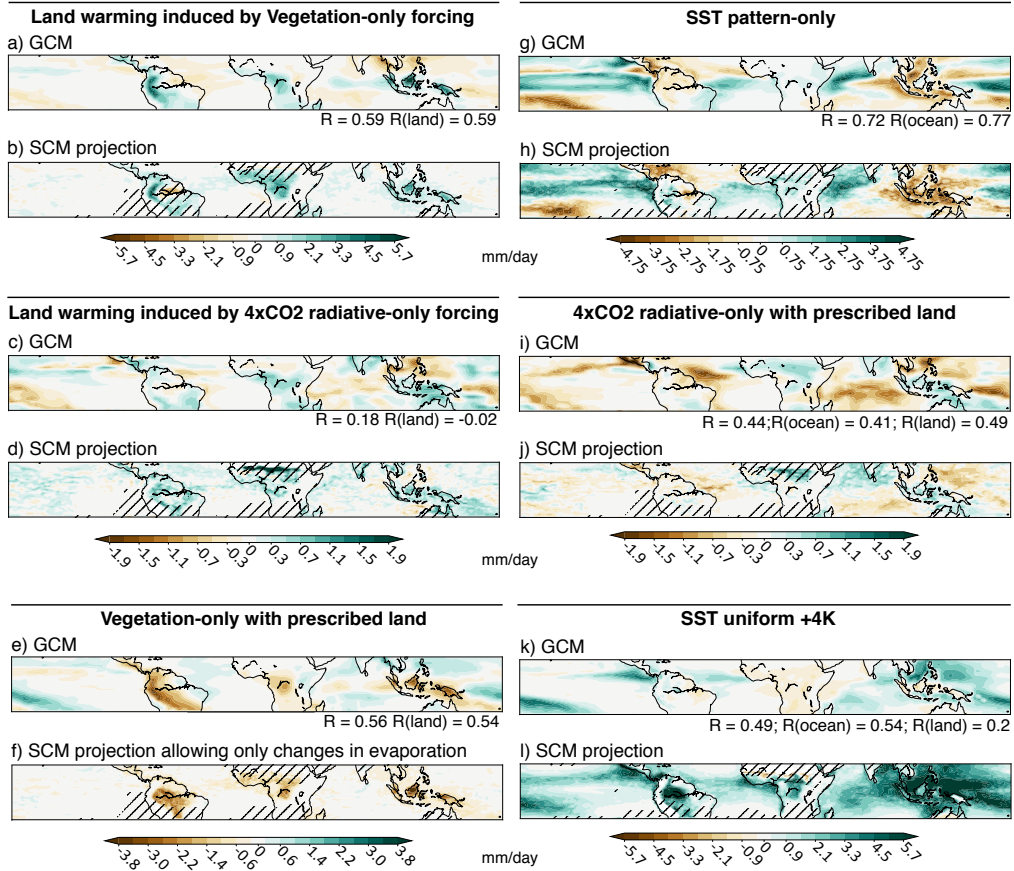 Land warming induced by Vegetation-only forcing
a) GCM
R = 0.59 R(land) = 0.59
b) SCM projection
-5.7 -4.5 -3.3 -2.1 -0.9 0 0.9 2.1 3.3 4.5 5.7
mm/day
SST pattern-only
g) GCM
R = 0.72 R(ocean) = 0.77
h) SCM projection
-4.75 -3.75 -2.75 -1.75 -0.75 0 0.75 1.75 2.75 3.75 4.75
Land warming induced by 4xCO2 radiative-only forcing
c) GCM
R = 0.18 R(land) = -0.02
d) SCM projection
-1.9 -1.5 -1.1 -0.7 -0.3 0 0.3 0.7 1.1 1.5 1.9
mm/day
4xCO2 radiative-only with prescribed land
i) GCM
R = 0.44;R(ocean) = 0.41; R(land) = 0.49
j) SCM projection
-1.9 -1.5 -1.1 -0.7 -0.3 0 0.3 0.7 1.1 1.5 1.9
Vegetation-only with prescribed land
e) GCM
R = 0.56 R(land) = 0.54
f) SCM projection allowing only changes in evaporation
-3.8 -3.0 -2.2 -1.4 -0.6 0 0.6 1.4 2.2 3.0 3.8
mm/day
SST uniform +4K
k) GCM
R = 0.49; R(ocean) = 0.54; R(land) = 0.2
l) SCM projection
-5.7 -4.5 -3.3 -2.1 -0.9 0 0.9 2.1 3.3 4.5 5.7